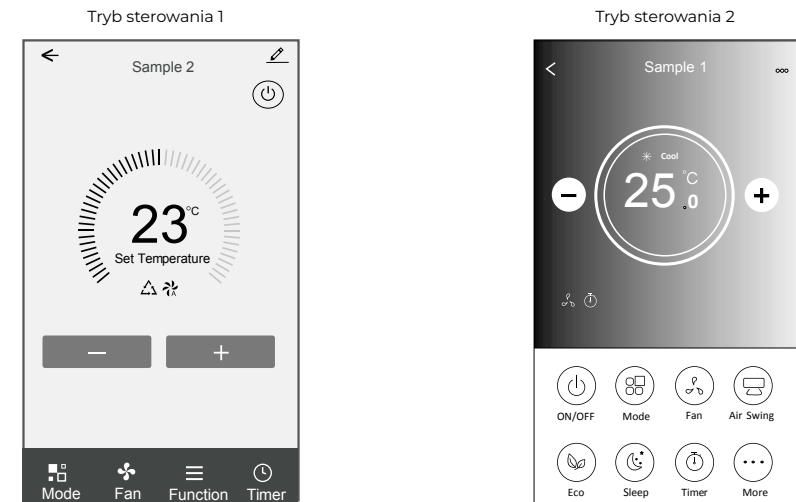 Tryb sterowania 1
Sample 2
23°C
Set Temperature
A
— +
Mode Fan Function Timer
Tryb sterowania 2
Sample 1
Cool
25.0 °C
− +
ON/OFF Mode Fan Air Swing
Eco Sleep Timer More